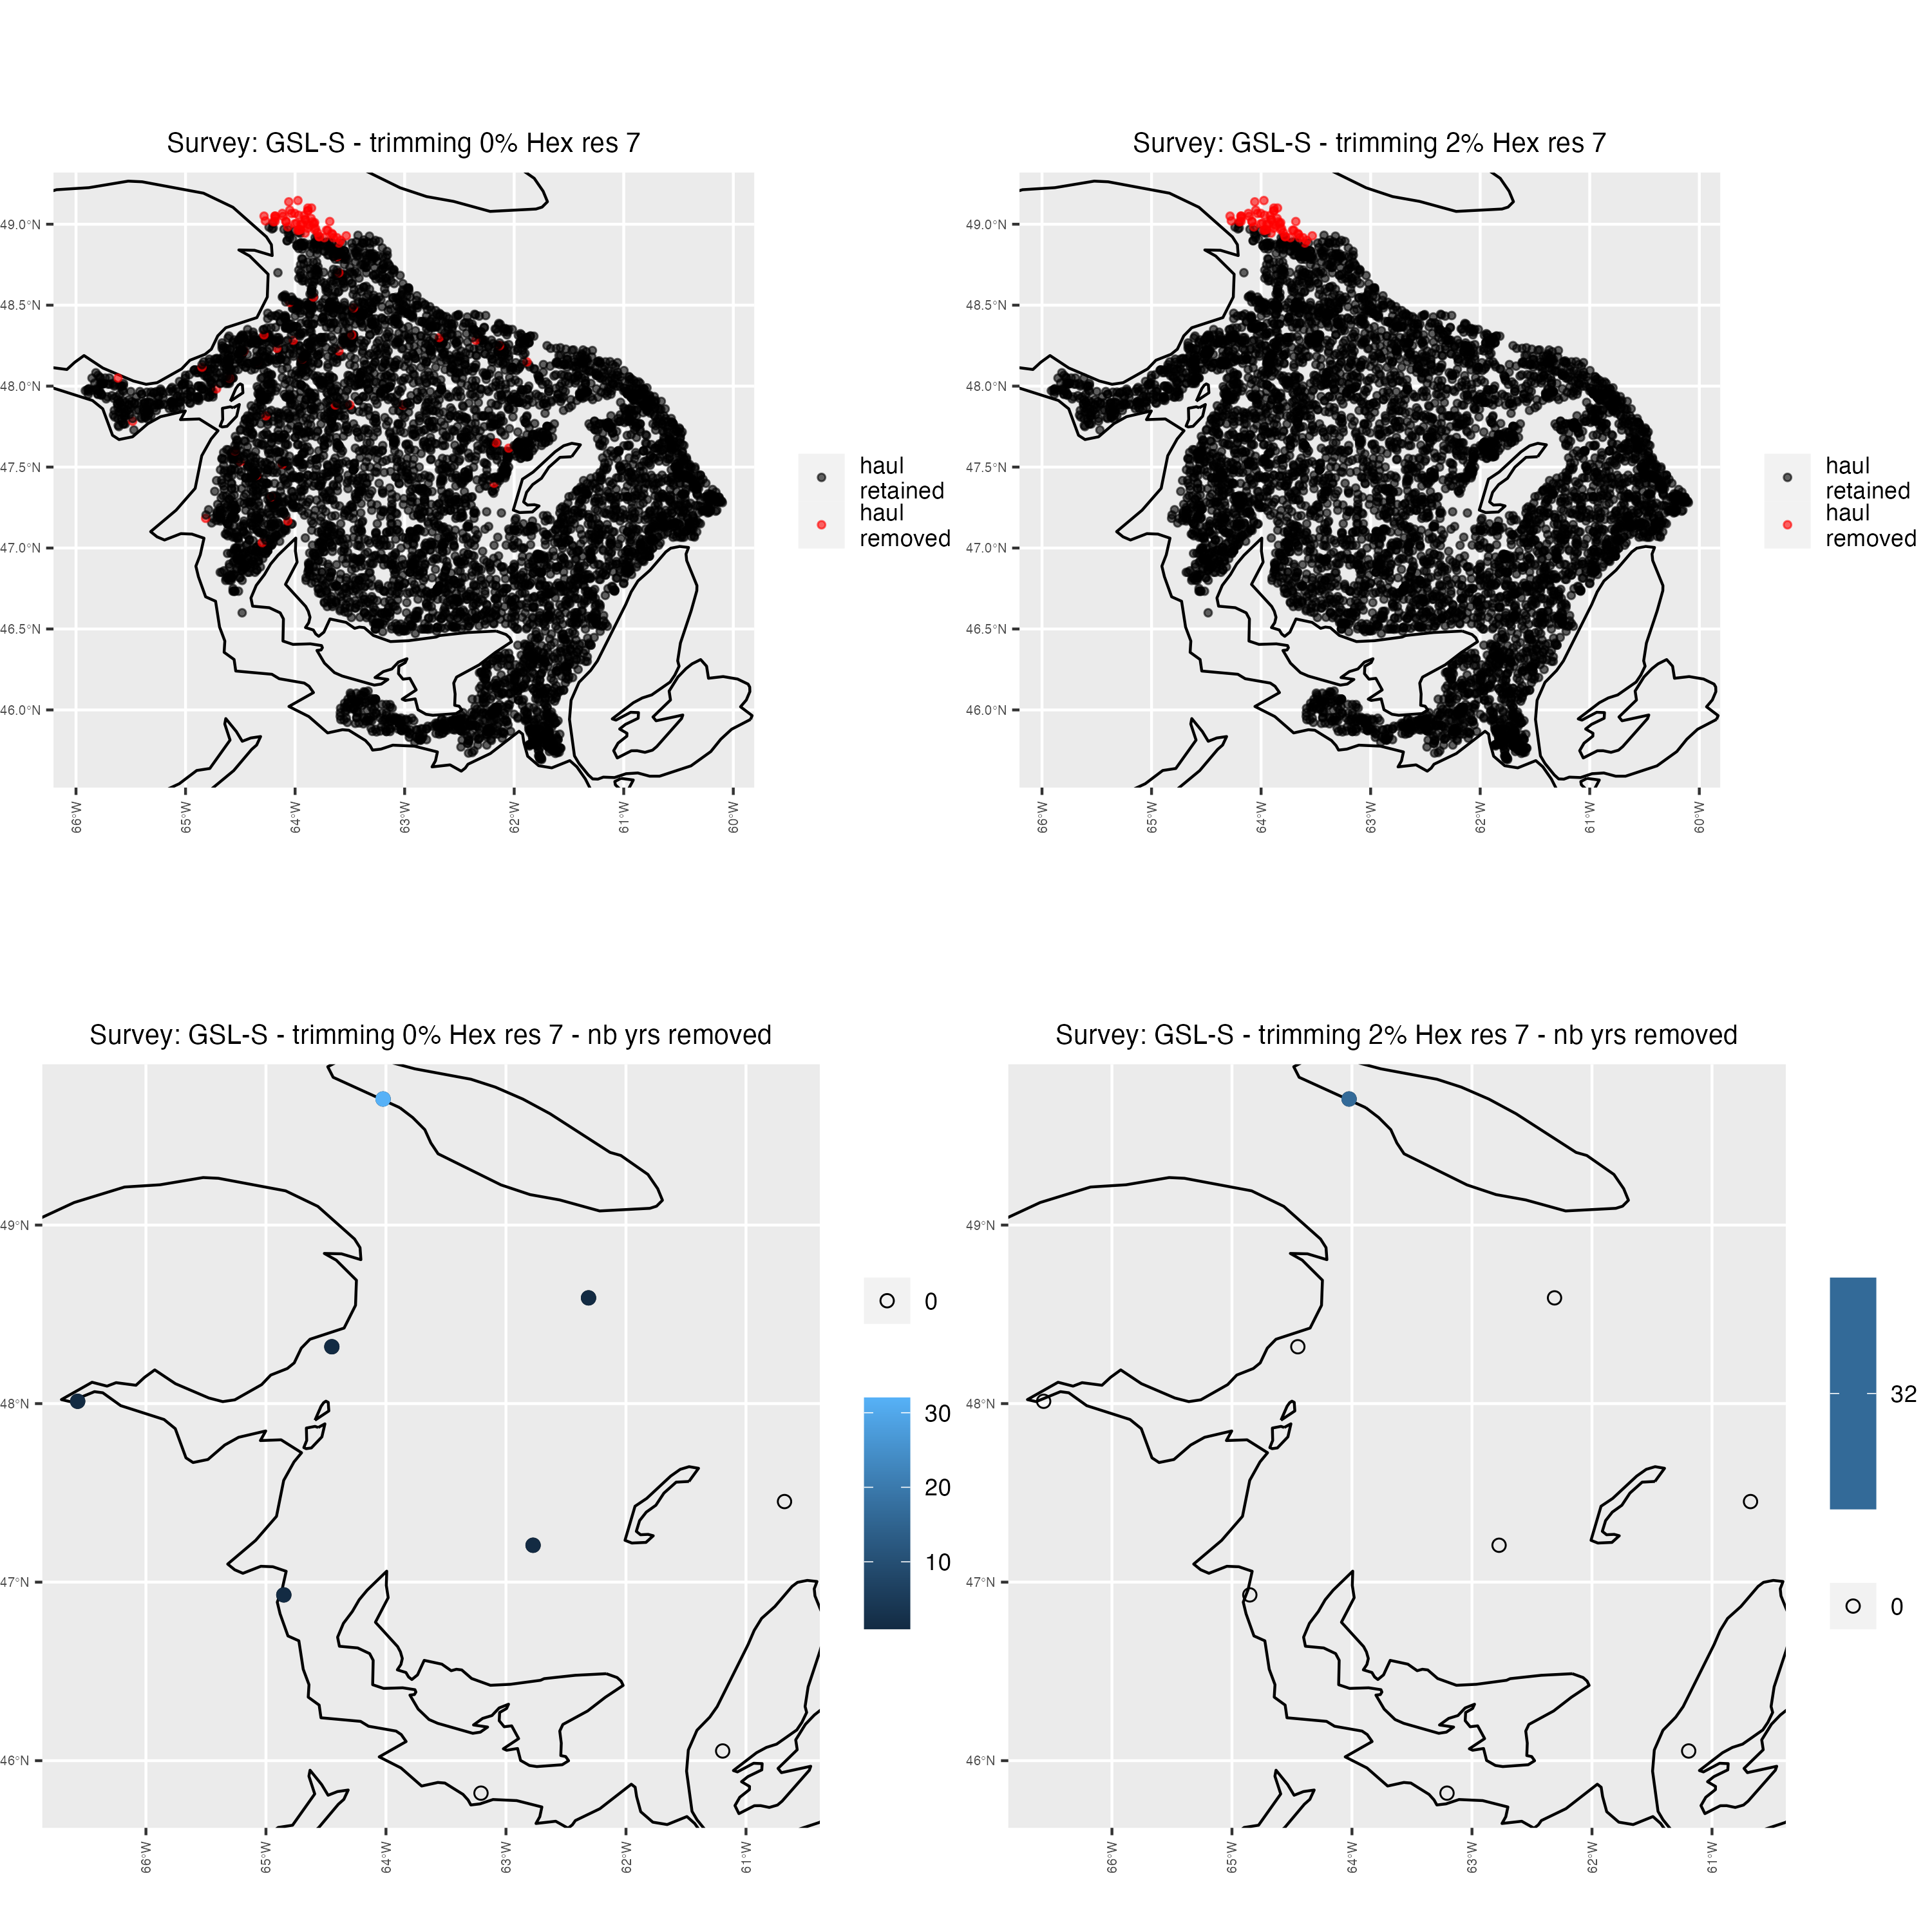 Survey: GSL-S - trimming 0% Hex res 7
49.0°N
48.5°N
48.0°N
47.5°N
47.0°N
46.5°N
46.0°N
66°W
65°W
64°W
63°W
62°W
61°W
60°W
haul
retained
haul
removed
Survey: GSL-S - trimming 2% Hex res 7
49.0°N
48.5°N
48.0°N
47.5°N
47.0°N
46.5°N
46.0°N
66°W
65°W
64°W
63°W
62°W
61°W
60°W
haul
retained
haul
removed
Survey: GSL-S - trimming 0% Hex res 7 - nb yrs removed
49°N
48°N
47°N
46°N
66°W
65°W
64°W
63°W
62°W
61°W
0
30
20
10
Survey: GSL-S - trimming 2% Hex res 7 - nb yrs removed
49°N
48°N
47°N
46°N
66°W
65°W
64°W
63°W
62°W
61°W
32
0